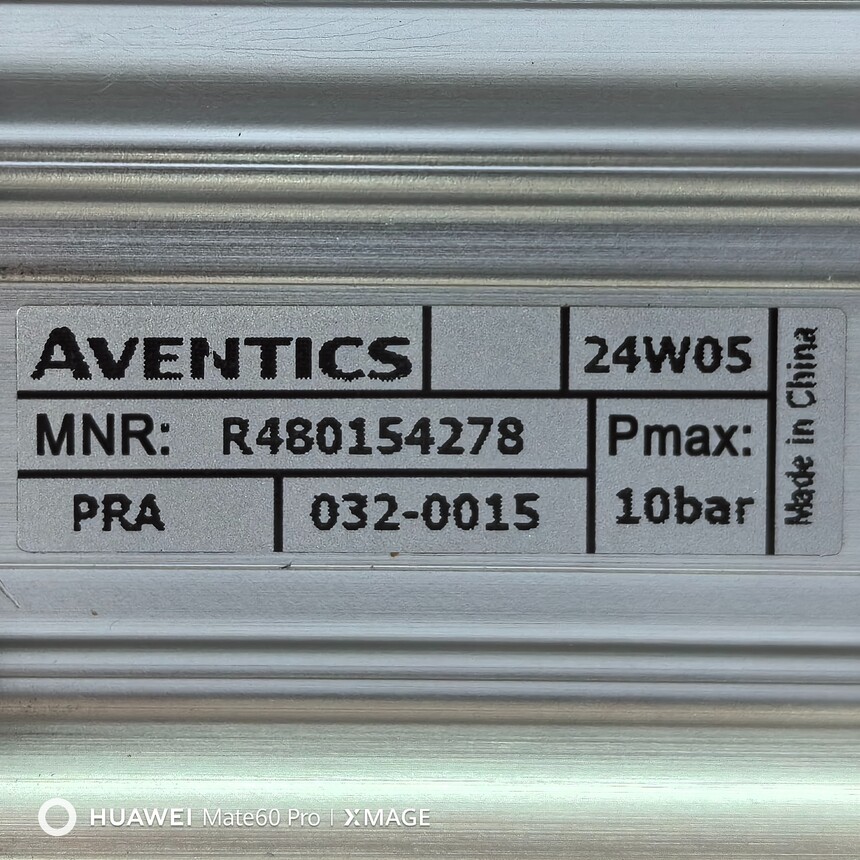 AVENTICS
24W05
MNR: R480154278
Pmax:
PRA
032-0015
10bar
Made in China
HUAWEI Mate60 Pro | XMAGE